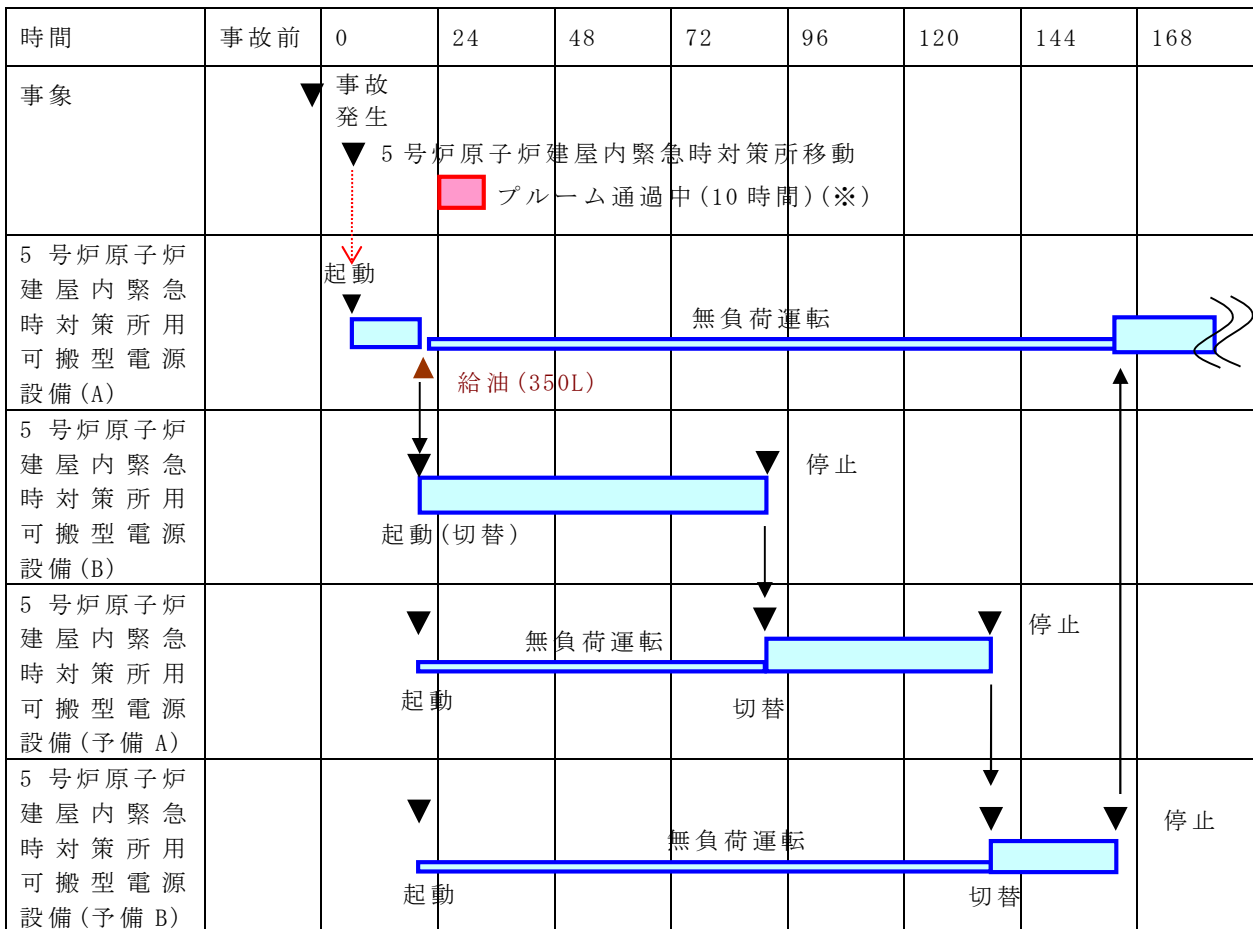 時間 事故前 0 24 48 72 96 120 144 168
事象
事故
発生
5号炉原子炉建屋内緊急時対策所移動
プルーム通過中(10時間)(※)
5 号炉原子炉
建屋内緊急
時対策所用
可搬型電源
設備(A)
起動
無負荷運転
給油(350L)
5 号炉原子炉
建屋内緊急
時対策所用
可搬型電源
設備(B)
停止
起動(切替)
5 号炉原子炉
建屋内緊急
時対策所用
可搬型電源
設備(予備 A)
無負荷運転
停止
起動
切替
5 号炉原子炉
建屋内緊急
時対策所用
可搬型電源
設備(予備 B)
無負荷運転
停止
起動
切替